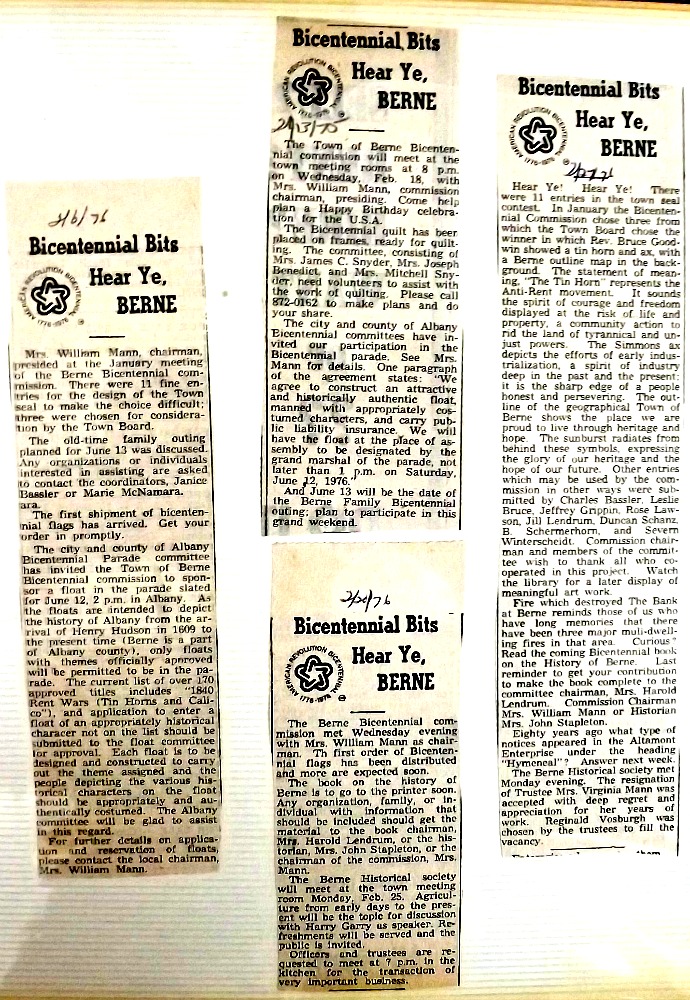 2/6/76
Bicentennial Bits
AMERICAN REVOLUTION BICENTENNIAL 1776-1976
Hear Ye,
BERNE
Mrs. William Mann, chairman,
presided at the January meeting
of the Berne Bicentennial com-
mission. There were 11 fine en-
tries for the design of the Town
seal to make the choice difficult;
three were chosen for considera-
tion by the Town Board.
The old-time family outing
planned for June 13 was discussed.
Any organizations or individuals
interested in assisting are asked
to contact the coordinators, Janice
Bassler or Marie McNamara.
ara.
The first shipment of bicenten-
nial flags has arrived. Get your
order in promptly.
The city and county of Albany
Bicentennial Parade committee
has invited the Town of Berne
Bicentennial commission to spon-
sor a float in the parade slated
for June 12, 2 p.m. in Albany. As
the floats are intended to depict
the history of Albany from the ar-
rival of Henry Hudson in 1609 to
the present time (Berne is a part
of Albany county), only floats
with themes officially approved
will be permitted to be in the pa-
rade. The current list of over 170
approved titles includes "1840
Rent Wars (Tin Horns and Cali-
co"), and application to enter a
float of an appropriately historical
characer not on the list should be
submitted to the float committee
for approval. Each float is to be
designed and constructed to carry
out the theme assigned and the
people depicting the various his-
torical characters on the float
should be appropriately and au-
thentically costumed. The Albany
committee will be glad to assist
in this regard.
For further details on applica-
tion and reservation of floats,
please contact the local chairman,
Mrs. William Mann.
Bicentennial Bits
AMERICAN REVOLUTION BICENTENNIAL 1776-1976
Hear Ye,
BERNE
2/13/75
The Town of Berne Bicenten-
nial commission will meet at the
town meeting rooms at 8 p.m.
on Wednesday, Feb. 18, with
Mrs. William Mann, commission
chairman, presiding. Come help
plan a Happy Birthday celebra-
tion for the U.S.A.
The Bicentennial quilt has been
placed on frames, ready for quilt-
ing. The committee, consisting of
Mrs. James C. Snyder, Mrs. Joseph
Benedict, and Mrs. Mitchell Sny-
der, need volunteers to assist with
the work of quilting. Please call
872-0162 to make plans and do
your share.
The city and county of Albany
Bicentennial committees have in-
vited our participation in the
Bicentennial parade. See Mrs.
Mann for details. One paragraph
of the agreement states: "We
agree to construct an attractive
and historically authentic float,
manned with appropriately cos-
tumed characters, and carry pub-
lic liability insurance. We will
have the float at the place of as-
sembly to be designated by the
grand marshal of the parade, not
later than 1 p.m. on Saturday,
June 12, 1976."
And June 13 will be the date of
the Berne Family Bicentennial
outing; plan to participate in this
grand weekend.
2/20/76
Bicentennial Bits
AMERICAN REVOLUTION BICENTENNIAL 1776-1976
Hear Ye,
BERNE
The Berne Bicentennial com-
mission met Wednesday evening
with Mrs. William Mann as chair-
man. Th first order of Bicenten-
nial flags has been distributed
and more are expected soon.
The book on the history of
Berne is to go to the printer soon.
Any organization, family, or in-
dividual with information that
should be included should get the
material to the book chairman,
Mrs. Harold Lendrum, or the his-
torian, Mrs. John Stapleton, or the
chairman of the commission, Mrs.
Mann.
The Berne Historical society
will meet at the town meeting
room Monday, Feb. 25. Agricul-
ture from early days to the pres-
ent will be the topic for discussion
with Harry Garry as speaker. Re-
freshments will be served and the
public is invited.
Officers and trustees are re-
quested to meet at 7 p.m. in the
kitchen for the transaction of
very important business.
Bicentennial Bits
AMERICAN REVOLUTION BICENTENNIAL 1776-1976
Hear Ye,
BERNE
2/27/76
Hear Ye! Hear Ye! There
were 11 entries in the town seal
contest. In January the Bicenten-
nial Commission chose three from
which the Town Board chose the
winner in which Rev. Bruce Good-
win showed a tin horn and ax, with
a Berne outline map in the back-
ground. The statement of mean-
ing, "The Tin Horn" represents the
Anti-Rent movement. It sounds
the spirit of courage and freedom
displayed at the risk of life and
property, a community action to
rid the land of tyrannical and un-
just powers. The Simmons ax
depicts the efforts of early indus-
trialization, a spirit of industry
deep in the past and the present;
it is the sharp edge of a people
honest and persevering. The out-
line of the geographical Town of
Berne shows the place we are
proud to live through heritage and
hope. The sunburst radiates from
behind these symbols, expressing
the glory of our heritage and the
hope of our future. Other entries
which may be used by the com-
mission in other ways were sub-
mitted by Charles Bassler, Leslie
Bruce, Jeffrey Grippin, Rose Law-
son, Jill Lendrum, Duncan Schanz,
B. Schermerhorn, and Severn
Winterscheidt. Commission chair-
man and members of the commit-
tee wish to thank all who co-
operated in this project. Watch
the library for a later display of
meaningful art work.
Fire which destroyed The Bank
at Berne reminds those of us who
have long memories that there
have been three major muli-dwell-
ing fires in that area. Curious?
Read the coming Bicentennial book
on the History of Berne. Last
reminder to get your contribution
to make the book complete to the
committee chairman, Mrs. Harold
Lendrum. Commission Chairman
Mrs. William Mann or Historian
Mrs. John Stapleton.
Eighty years ago what type of
notices appeared in the Altamont
Enterprise under the heading
"Hymeneal"? Answer next week.
The Berne Historical society met
Monday evening. The resignation
of Trustee Mrs. Virginia Mann was
accepted with deep regret and
appreciation for her years of
work. Reginald Vosburgh was
chosen by the trustees to fill the
vacancy.